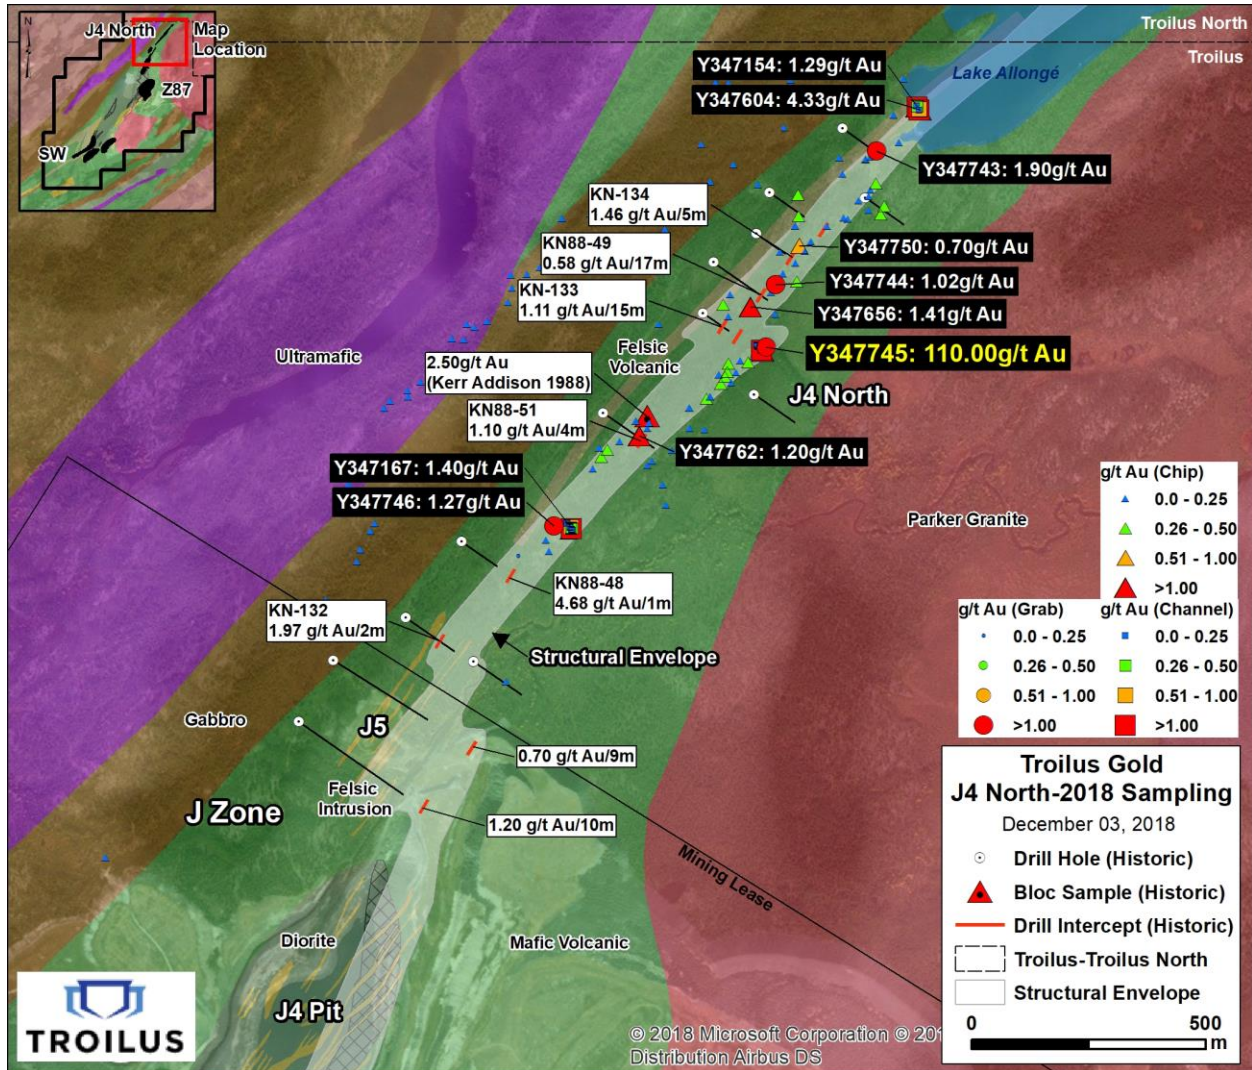 N
J4 North
Map
Location
Z87
SW
Troilus North
Troilus
Lake Allongé
Y347154: 1.29g/t Au
Y347604: 4.33g/t Au
Y347743: 1.90g/t Au
KN-134
1.46 g/t Au/5m
KN88-49
0.58 g/t Au/17m
Y347750: 0.70g/t Au
Y347744: 1.02g/t Au
KN-133
1.11 g/t Au/15m
Y347656: 1.41g/t Au
Ultramafic
Felsic
Volcanic
Y347745: 110.00g/t Au
2.50g/t Au
(Kerr Addison 1988)
J4 North
KN88-51
1.10 g/t Au/4m
Y347762: 1.20g/t Au
Y347167: 1.40g/t Au
Y347746: 1.27g/t Au
Parker Granite
KN88-48
4.68 g/t Au/1m
KN-132
1.97 g/t Au/2m
Structural Envelope
Gabbro
J5
0.70 g/t Au/9m
Felsic
Intrusion
J Zone
1.20 g/t Au/10m
Mining Lease
Diorite
Mafic Volcanic
J4 Pit
g/t Au (Chip)
0.0 - 0.25
0.26 - 0.50
0.51 - 1.00
>1.00
g/t Au (Grab)
0.0 - 0.25
0.26 - 0.50
0.51 - 1.00
>1.00
g/t Au (Channel)
0.0 - 0.25
0.26 - 0.50
0.51 - 1.00
>1.00
Troilus Gold
J4 North-2018 Sampling
December 03, 2018
Drill Hole (Historic)
Bloc Sample (Historic)
Drill Intercept (Historic)
Troilus-Troilus North
Structural Envelope
0 500
m
TROILUS
© 2018 Microsoft Corporation © 201
Distribution Airbus DS